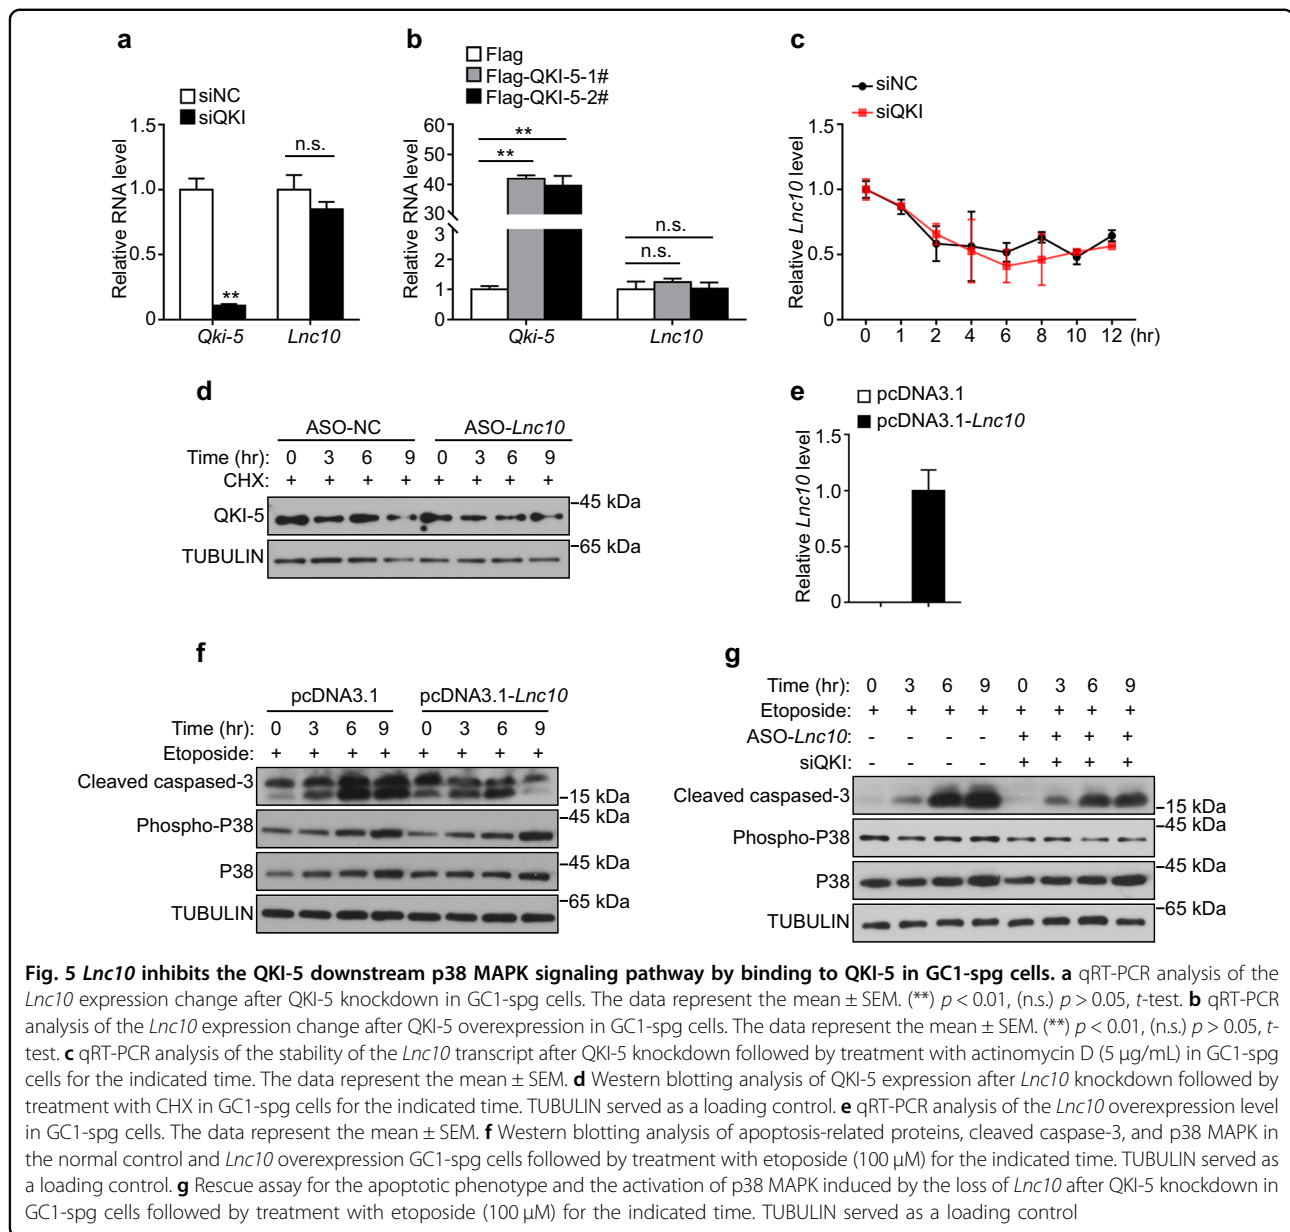 a
siNC
siQKI
Relative RNA level
1.5
1.0
0.5
0
n.s.
**
Qki-5 Lnc10
b
Flag
Flag-QKI-5-1#
Flag-QKI-5-2#
Relative RNA level
60
50
40
30
3
2
1
0
**
**
n.s.
n.s.
Qki-5 Lnc10
c
siNC
siQKI
Relative Lnc10 level
1.5
1.0
0.5
0
0 1 2 4 6 8 10 12 (hr)
d
ASO-NC ASO-Lnc10
Time (hr): 0 3 6 9 0 3 6 9
CHX: + + + + + + + +
QKI-5 –45 kDa
TUBULIN –65 kDa
e
pcDNA3.1
pcDNA3.1-Lnc10
Relative Lnc10 level
1.5
1.0
0.5
0
f
pcDNA3.1 pcDNA3.1-Lnc10
Time (hr): 0 3 6 9 0 3 6 9
Etoposide: + + + + + + + +
Cleaved caspased-3 –15 kDa
Phospho-P38 –45 kDa
P38 –45 kDa
TUBULIN –65 kDa
g
Time (hr): 0 3 6 9 0 3 6 9
Etoposide: + + + + + + + +
ASO-Lnc10: - - - - + + + +
siQKI: - - - - + + + +
Cleaved caspased-3 –15 kDa
Phospho-P38 –45 kDa
P38 –45 kDa
TUBULIN –65 kDa
Fig. 5 Lnc10 inhibits the QKI-5 downstream p38 MAPK signaling pathway by binding to QKI-5 in GC1-spg cells. a qRT-PCR analysis of the
Lnc10 expression change after QKI-5 knockdown in GC1-spg cells. The data represent the mean ± SEM. (**) p < 0.01, (n.s.) p > 0.05, t-test. b qRT-PCR
analysis of the Lnc10 expression change after QKI-5 overexpression in GC1-spg cells. The data represent the mean ± SEM. (**) p < 0.01, (n.s.) p > 0.05, t-
test. c qRT-PCR analysis of the stability of the Lnc10 transcript after QKI-5 knockdown followed by treatment with actinomycin D (5 µg/mL) in GC1-spg
cells for the indicated time. The data represent the mean ± SEM. d Western blotting analysis of QKI-5 expression after Lnc10 knockdown followed by
treatment with CHX in GC1-spg cells for the indicated time. TUBULIN served as a loading control. e qRT-PCR analysis of the Lnc10 overexpression level
in GC1-spg cells. The data represent the mean ± SEM. f Western blotting analysis of apoptosis-related proteins, cleaved caspase-3, and p38 MAPK in
the normal control and Lnc10 overexpression GC1-spg cells followed by treatment with etoposide (100 µM) for the indicated time. TUBULIN served as
a loading control. g Rescue assay for the apoptotic phenotype and the activation of p38 MAPK induced by the loss of Lnc10 after QKI-5 knockdown in
GC1-spg cells followed by treatment with etoposide (100 µM) for the indicated time. TUBULIN served as a loading control